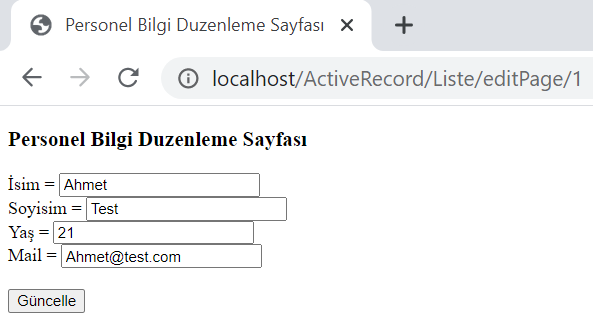 Personel Bilgi Duzenleme Sayfası
localhost/ActiveRecord/Liste/editPage/1
Personel Bilgi Duzenleme Sayfası
İsim = Ahmet
Soyisim = Test
Yaş = 21
Mail = Ahmet@test.com
Güncelle